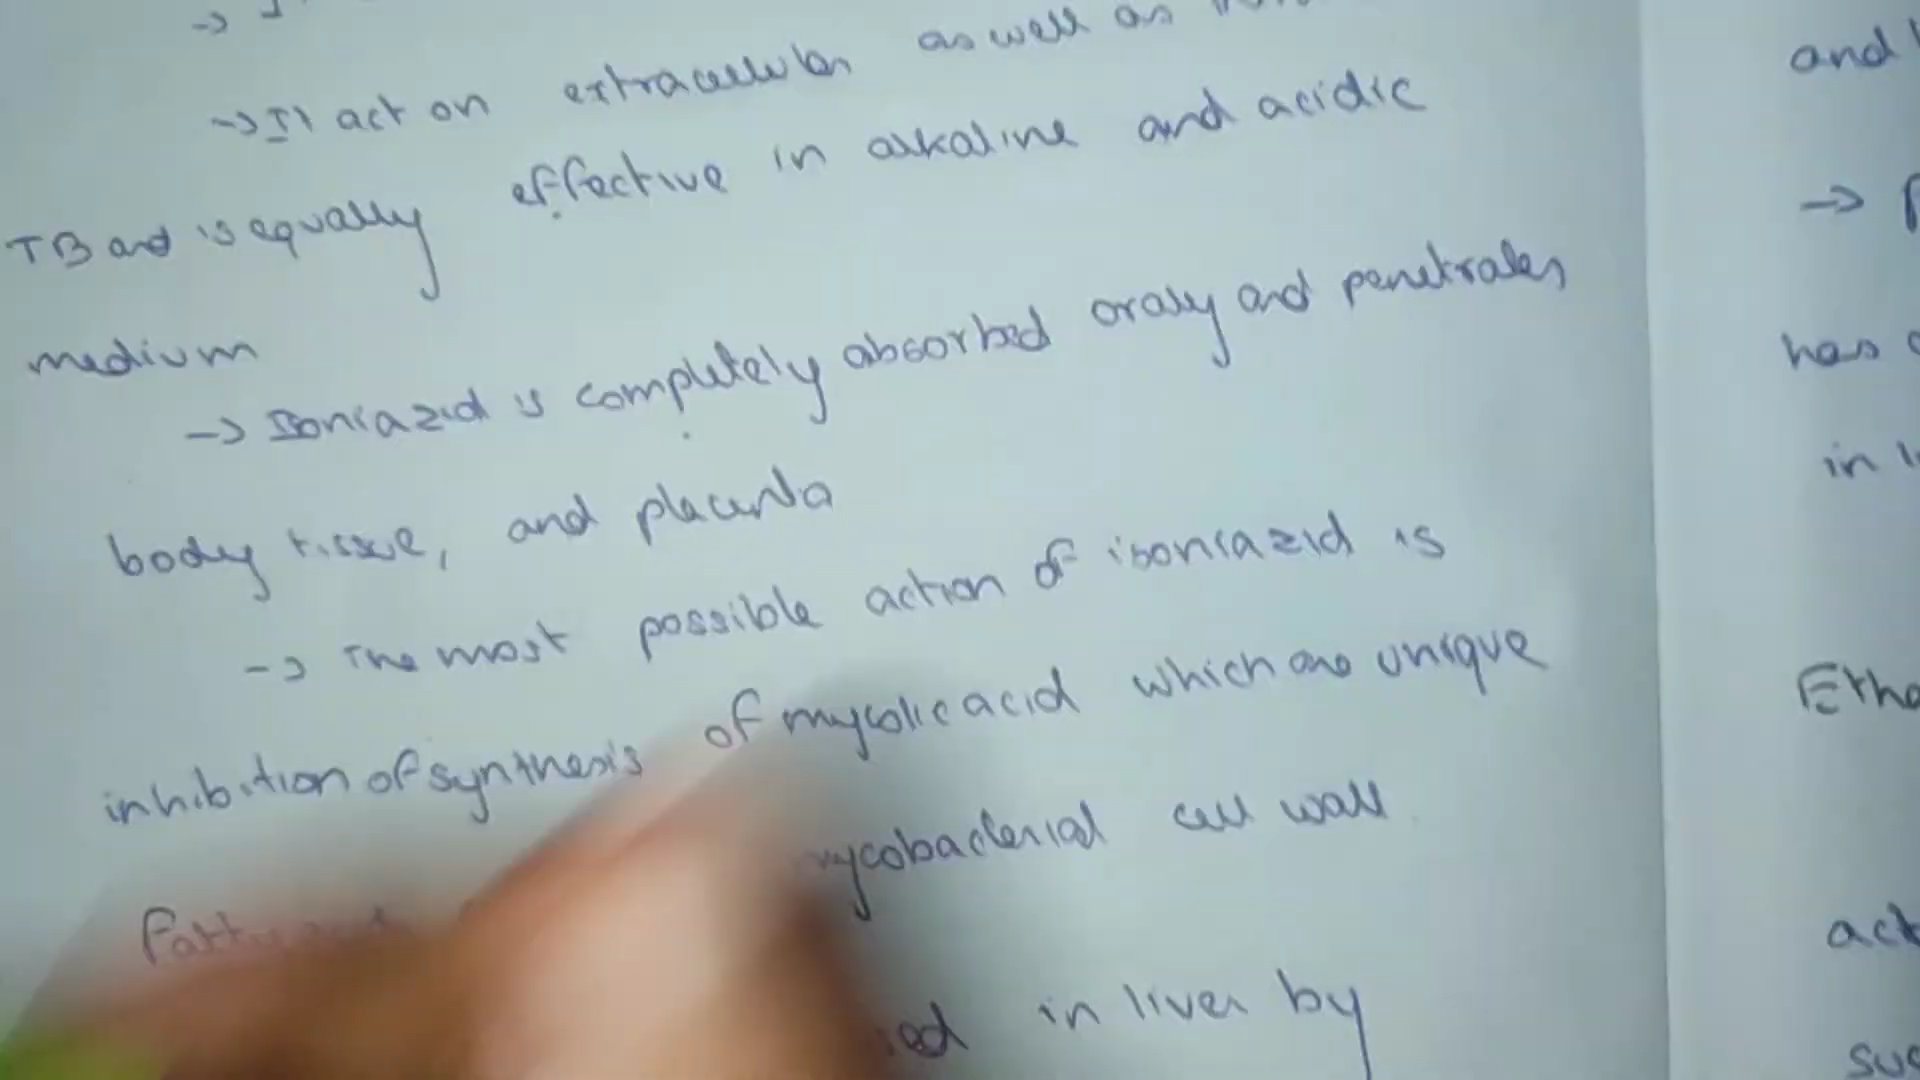 -> It act on extracellular as well as
TB and is equally effective in alkaline and acidic
medium
-> Isoniazid is completely absorbed oraly and penetrates
body tissue, and placenta
-> The most possible action of isoniazid is
inhibition of synthesis of mycolic acid which are unique
fatty mycobacterial cell wall
in liver by
and
->
has
in
act